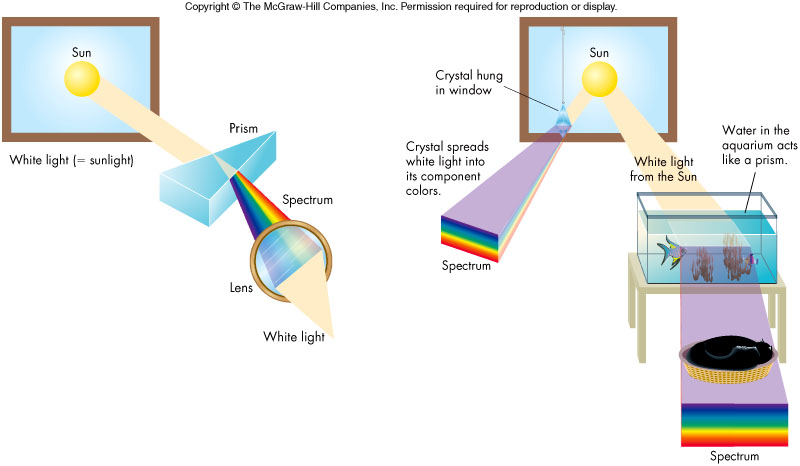 Copyright © The McGraw-Hill Companies, Inc. Permission required for reproduction or display.
Sun
Prism
White light (= sunlight)
Spectrum
Lens
White light
Sun
Crystal hung
in window
Crystal spreads
white light into
its component
colors.
Spectrum
White light
from the Sun
Water in the
aquarium acts
like a prism.
Spectrum